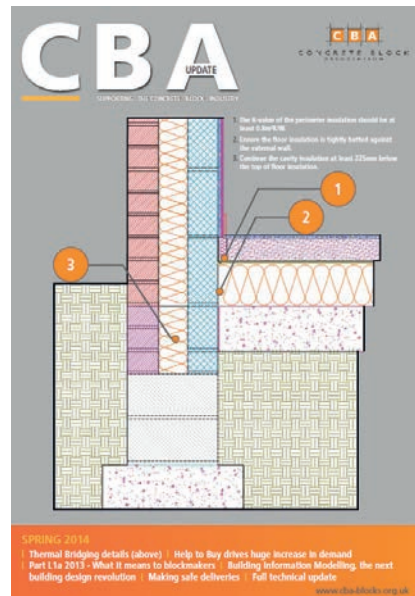 CBA
UPDATE
SUPPORTING THE CONCRETE BLOCK INDUSTRY
CBA
CONCRETE BLOCK
ASSOCIATION
1. The R-value of the perimeter insulation should be at
least 0.8m²K/W.
2. Ensure the floor insulation is tightly butted against
the external wall.
3. Continue the cavity insulation at least 225mm below
the top of floor insulation.
1
2
3
SPRING 2014
| Thermal Bridging details (above) | Help to Buy drives huge increase in demand
| Part L1a 2013 - What it means to blockmakers | Building Information Modelling, the next
building design revolution | Making safe deliveries | Full technical update
www.cba-blocks.org.uk